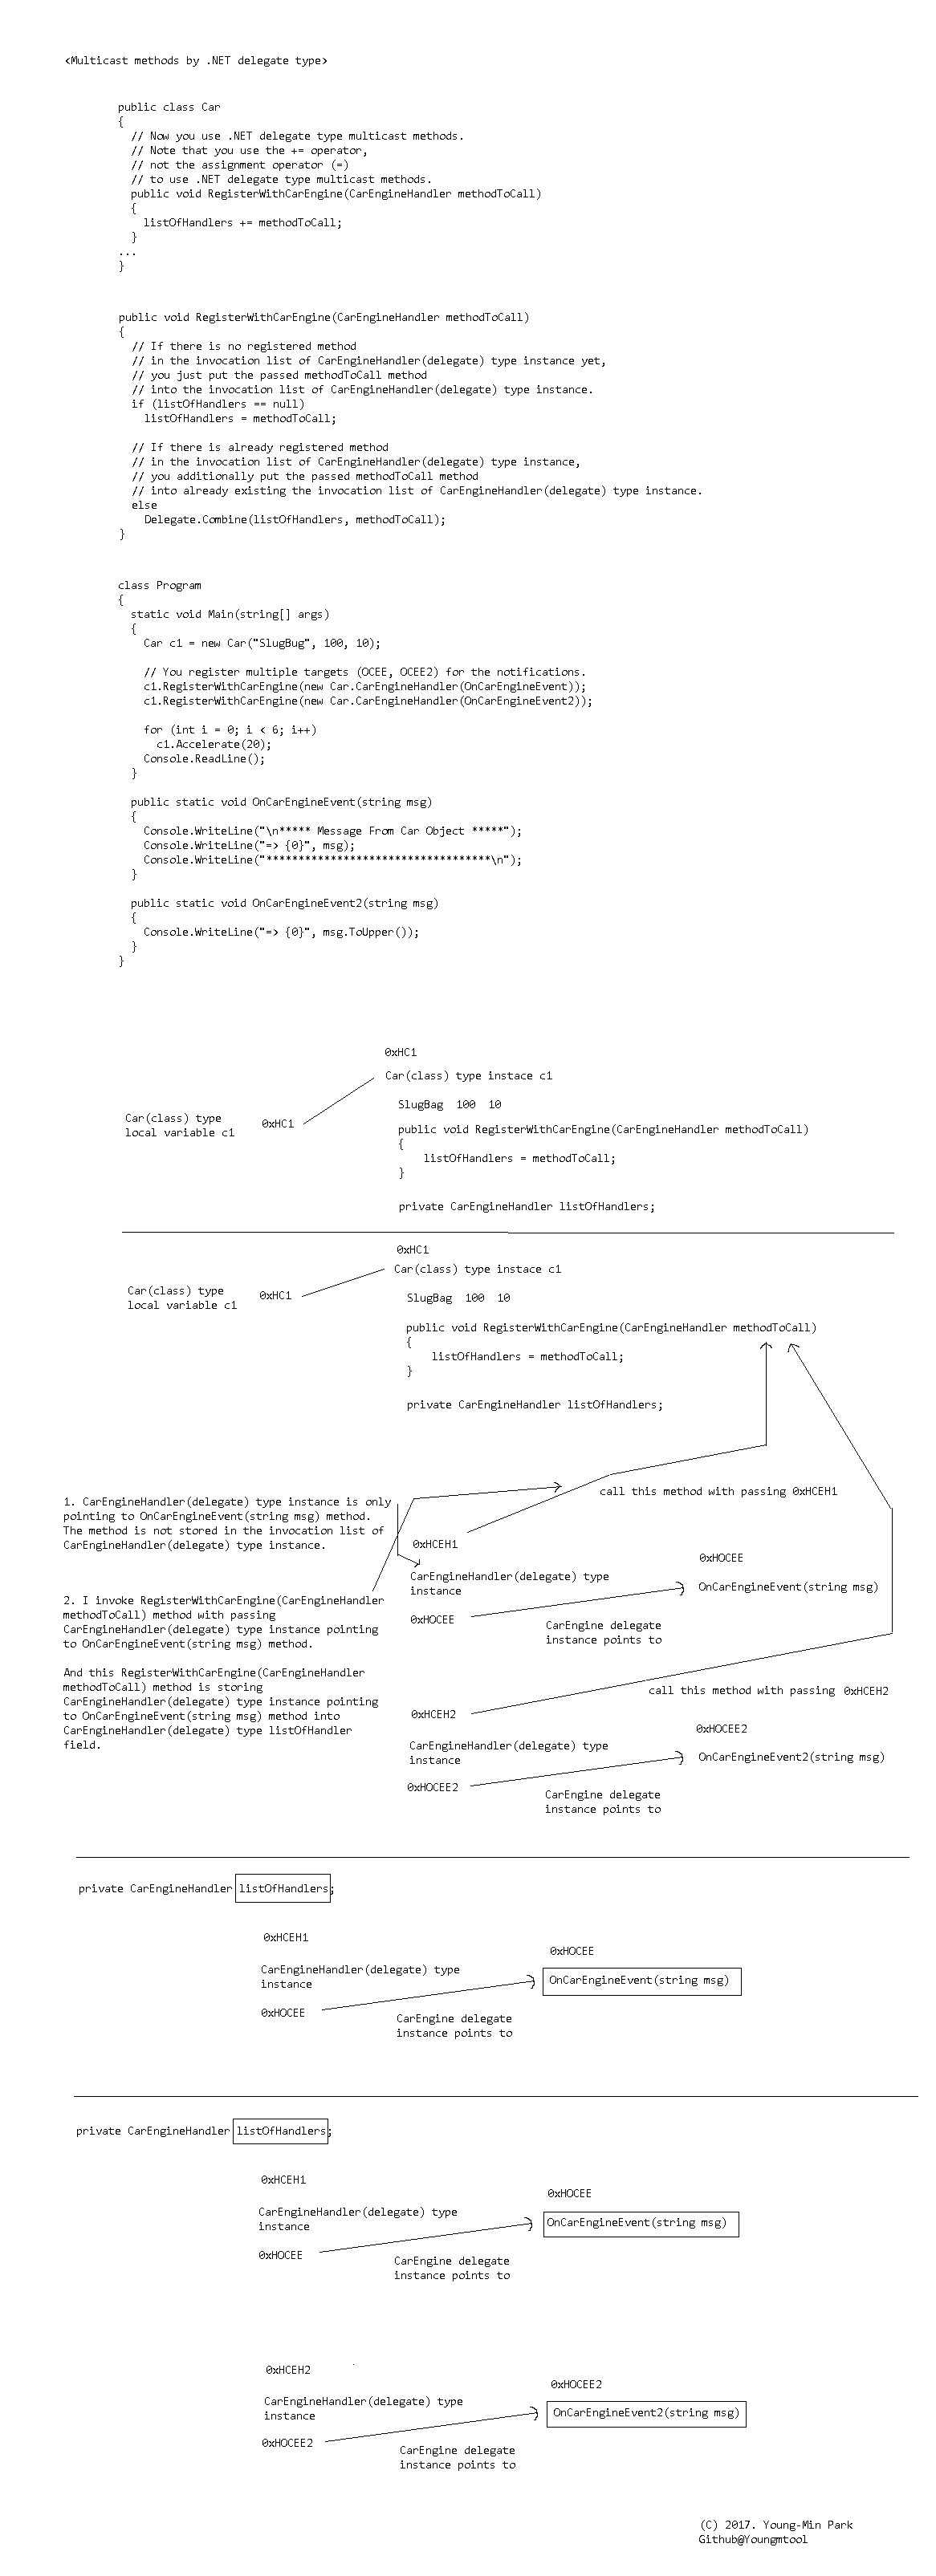 <Multicast methods by .NET delegate type>
public class Car
{
// Now you use .NET delegate type multicast methods.
// Note that you use the += operator,
// not the assignment operator (=)
// to use .NET delegate type multicast methods.
public void RegisterWithCarEngine(CarEngineHandler methodToCall)
{
listOfHandlers += methodToCall;
}
...
}
public void RegisterWithCarEngine(CarEngineHandler methodToCall)
{
// If there is no registered method
// in the invocation list of CarEngineHandler(delegate) type instance yet,
// you just put the passed methodToCall method
// into the invocation list of CarEngineHandler(delegate) type instance.
if (listOfHandlers == null)
listOfHandlers = methodToCall;
// If there is already registered method
// in the invocation list of CarEngineHandler(delegate) type instance,
// you additionally put the passed methodToCall method
// into already existing the invocation list of CarEngineHandler(delegate) type instance.
else
Delegate.Combine(listOfHandlers, methodToCall);
}
class Program
{
static void Main(string[] args)
{
Car c1 = new Car("SlugBug", 100, 10);
// You register multiple targets (OCEE, OCEE2) for the notifications.
c1.RegisterWithCarEngine(new Car.CarEngineHandler(OnCarEngineEvent));
c1.RegisterWithCarEngine(new Car.CarEngineHandler(OnCarEngineEvent2));
for (int i = 0; i < 6; i++)
c1.Accelerate(20);
Console.ReadLine();
}
public static void OnCarEngineEvent(string msg)
{
Console.WriteLine("\n***** Message From Car Object *****");
Console.WriteLine("=> {0}", msg);
Console.WriteLine("***********************************\n");
}
public static void OnCarEngineEvent2(string msg)
{
Console.WriteLine("=> {0}", msg.ToUpper());
}
}
0xHC1
Car(class) type instace c1
SlugBag 100 10
Car(class) type
local variable c1
0xHC1
public void RegisterWithCarEngine(CarEngineHandler methodToCall)
{
listOfHandlers = methodToCall;
}
private CarEngineHandler listOfHandlers;
0xHC1
Car(class) type instace c1
Car(class) type
local variable c1
0xHC1
SlugBag 100 10
public void RegisterWithCarEngine(CarEngineHandler methodToCall)
{
listOfHandlers = methodToCall;
}
private CarEngineHandler listOfHandlers;
call this method with passing 0xHCEH1
1. CarEngineHandler(delegate) type instance is only
pointing to OnCarEngineEvent(string msg) method.
The method is not stored in the invocation list of
CarEngineHandler(delegate) type instance.
0xHCEH1
CarEngineHandler(delegate) type
instance
0xHOCEE
0xHOCEE
OnCarEngineEvent(string msg)
CarEngine delegate
instance points to
2. I invoke RegisterWithCarEngine(CarEngineHandler
methodToCall) method with passing
CarEngineHandler(delegate) type instance pointing
to OnCarEngineEvent(string msg) method.
And this RegisterWithCarEngine(CarEngineHandler
methodToCall) method is storing
CarEngineHandler(delegate) type instance pointing
to OnCarEngineEvent(string msg) method into
CarEngineHandler(delegate) type listOfHandler
field.
call this method with passing 0xHCEH2
0xHCEH2
CarEngineHandler(delegate) type
instance
0xHOCEE2
0xHOCEE2
OnCarEngineEvent2(string msg)
CarEngine delegate
instance points to
private CarEngineHandler listOfHandlers;
0xHCEH1
CarEngineHandler(delegate) type
instance
0xHOCEE
0xHOCEE
OnCarEngineEvent(string msg)
CarEngine delegate
instance points to
private CarEngineHandler listOfHandlers;
0xHCEH1
CarEngineHandler(delegate) type
instance
0xHOCEE
0xHOCEE
OnCarEngineEvent(string msg)
CarEngine delegate
instance points to
0xHCEH2
CarEngineHandler(delegate) type
instance
0xHOCEE2
0xHOCEE2
OnCarEngineEvent2(string msg)
CarEngine delegate
instance points to
(C) 2017. Young-Min Park
Github@Youngmtool